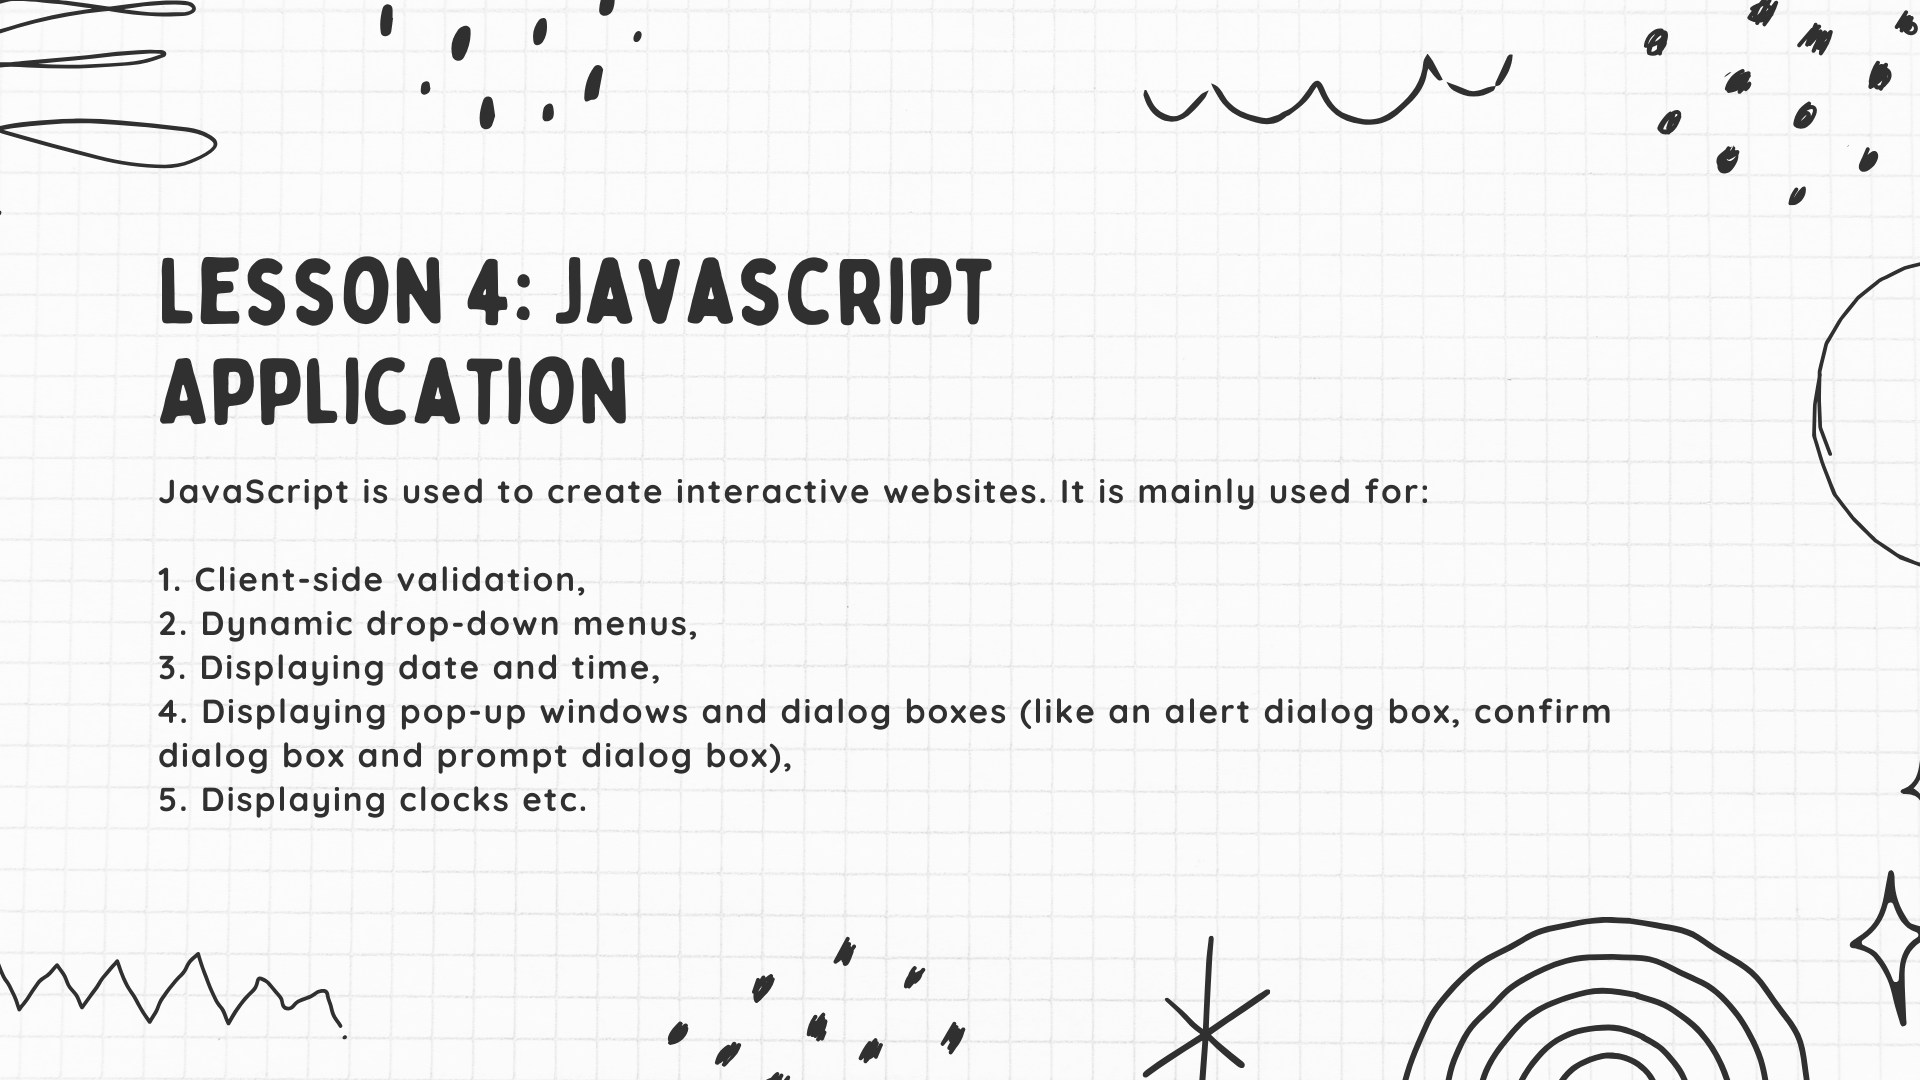 LESSON 4: JAVASCRIPT
APPLICATION
JavaScript is used to create interactive websites. It is mainly used for:
1. Client-side validation,
2. Dynamic drop-down menus,
3. Displaying date and time,
4. Displaying pop-up windows and dialog boxes (like an alert dialog box, confirm
dialog box and prompt dialog box),
5. Displaying clocks etc.